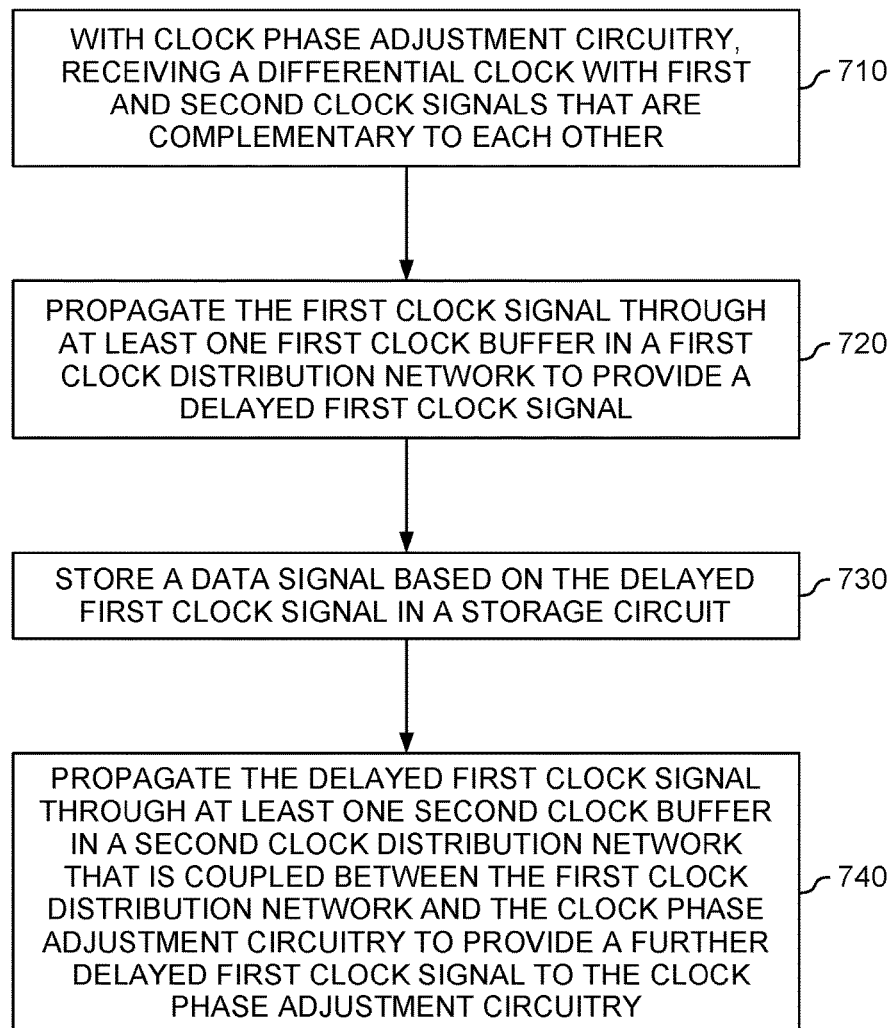 WITH CLOCK PHASE ADJUSTMENT CIRCUITRY,
RECEIVING A DIFFERENTIAL CLOCK WITH FIRST
AND SECOND CLOCK SIGNALS THAT ARE
COMPLEMENTARY TO EACH OTHER
710
PROPAGATE THE FIRST CLOCK SIGNAL THROUGH
AT LEAST ONE FIRST CLOCK BUFFER IN A FIRST
CLOCK DISTRIBUTION NETWORK TO PROVIDE A
DELAYED FIRST CLOCK SIGNAL
720
STORE A DATA SIGNAL BASED ON THE DELAYED
FIRST CLOCK SIGNAL IN A STORAGE CIRCUIT
730
PROPAGATE THE DELAYED FIRST CLOCK SIGNAL
THROUGH AT LEAST ONE SECOND CLOCK BUFFER
IN A SECOND CLOCK DISTRIBUTION NETWORK
THAT IS COUPLED BETWEEN THE FIRST CLOCK
DISTRIBUTION NETWORK AND THE CLOCK PHASE
ADJUSTMENT CIRCUITRY TO PROVIDE A FURTHER
DELAYED FIRST CLOCK SIGNAL TO THE CLOCK
PHASE ADJUSTMENT CIRCUITRY
740